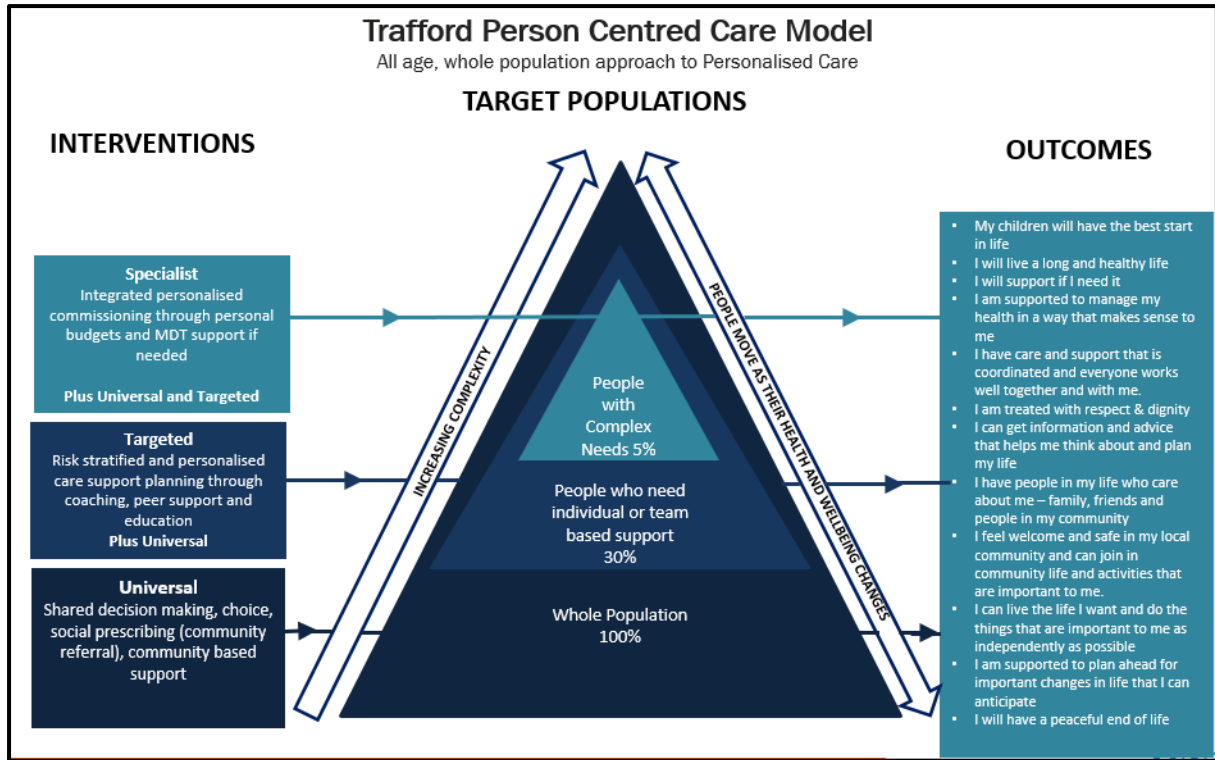 Trafford Person Centred Care Model
All age, whole population approach to Personalised Care
TARGET POPULATIONS
INTERVENTIONS
Specialist
Integrated personalised
commissioning through personal
budgets and MDT support if
needed
Plus Universal and Targeted
Targeted
Risk stratified and personalised
care support planning through
coaching, peer support and
education
Plus Universal
Universal
Shared decision making, choice,
social prescribing (community
referral), community based
support
INCREASING COMPLEXITY
People
with
Complex
Needs 5%
People who need
individual or team
based support
30%
Whole Population
100%
PEOPLE MOVE AS THEIR HEALTH AND WELLBEING CHANGES
OUTCOMES
▪ My children will have the best start
in life
▪ I will live a long and healthy life
▪ I will support if I need it
▪ I am supported to manage my
health in a way that makes sense to
me
▪ I have care and support that is
coordinated and everyone works
well together and with me.
▪ I am treated with respect & dignity
▪ I can get information and advice
that helps me think about and plan
my life
▪ I have people in my life who care
about me – family, friends and
people in my community
▪ I feel welcome and safe in my local
community and can join in
community life and activities that
are important to me.
▪ I can live the life I want and do the
things that are important to me as
independently as possible
▪ I am supported to plan ahead for
important changes in life that I can
anticipate
▪ I will have a peaceful end of life